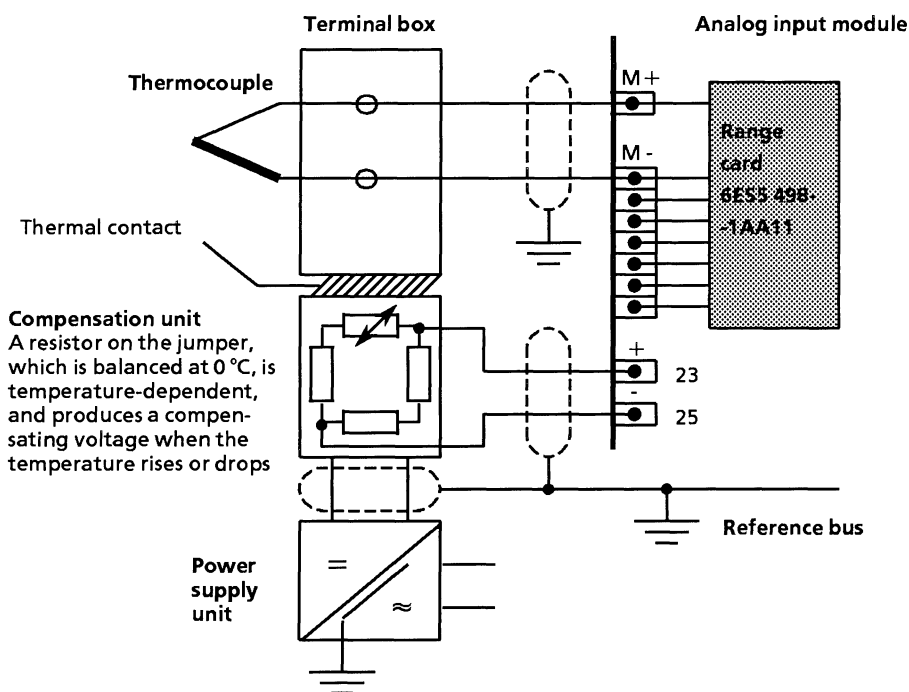 Terminal box
Analog input module
Thermocouple
M+
M-
Range
card
6ES5 498-
-1AA11
Thermal contact
Compensation unit
A resistor on the jumper,
which is balanced at 0 °C, is
temperature-dependent,
and produces a compen-
sating voltage when the
temperature rises or drops
+
23
-
25
Reference bus
Power
supply
unit
=
≈